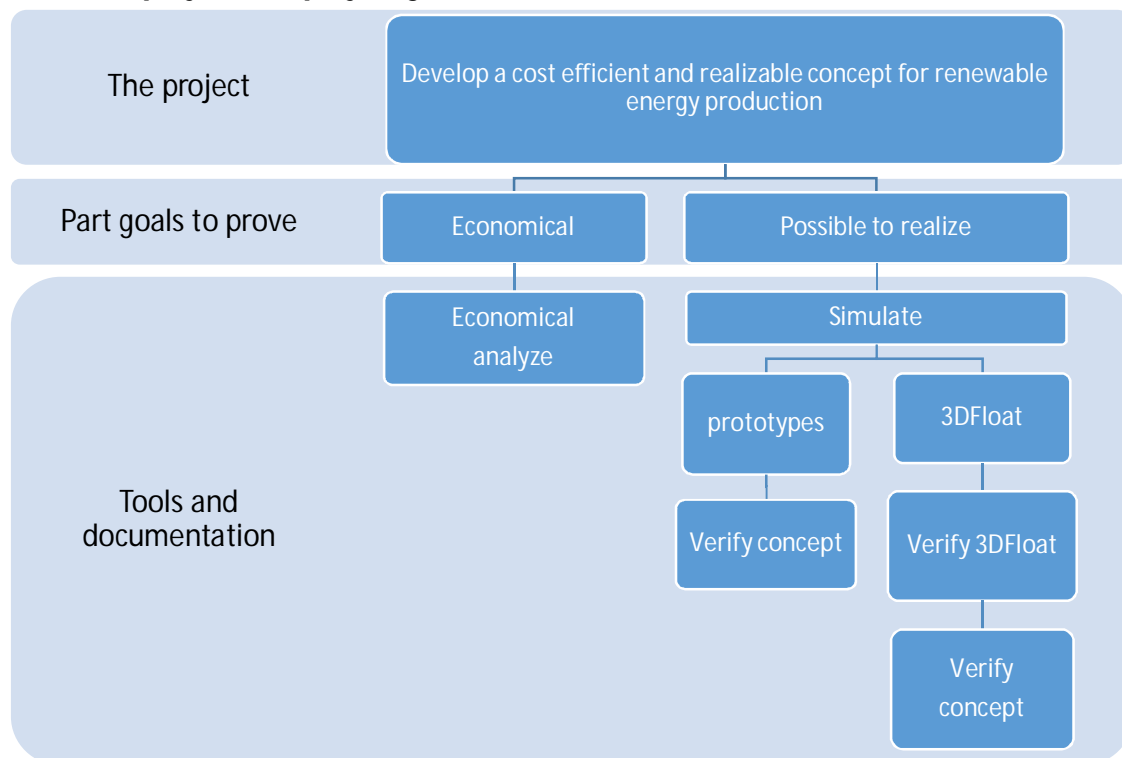 The project
Develop a cost efficient and realizable concept for renewable
energy production
Part goals to prove
Economical
Possible to realize
Economical
analyze
Simulate
prototypes
3DFloat
Tools and
documentation
Verify concept
Verify 3DFloat
Verify
concept